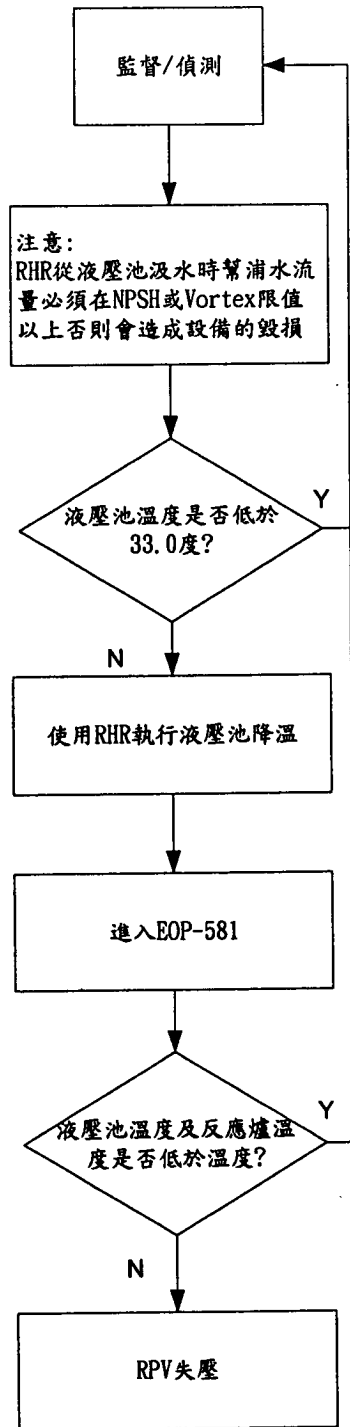 監督/偵測
注意:
RHR從液壓池汲水時幫浦水流
量必須在NPSH或Vortex限值
以上否則會造成設備的毀損
液壓池溫度是否低於
33.0度?
Y
N
使用RHR執行液壓池降溫
進入EOP-581
液壓池溫度及反應爐溫
度是否低於溫度?
Y
N
RPV失壓